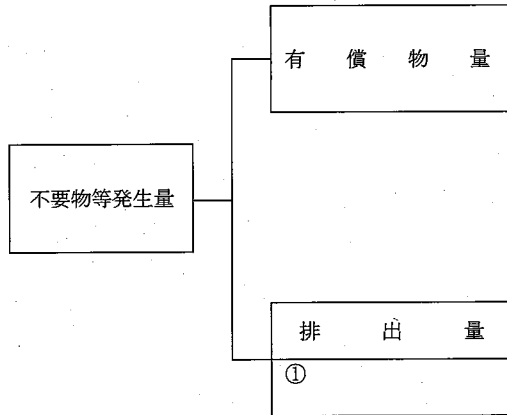 有償物量
不要物等発生量
排出量
①